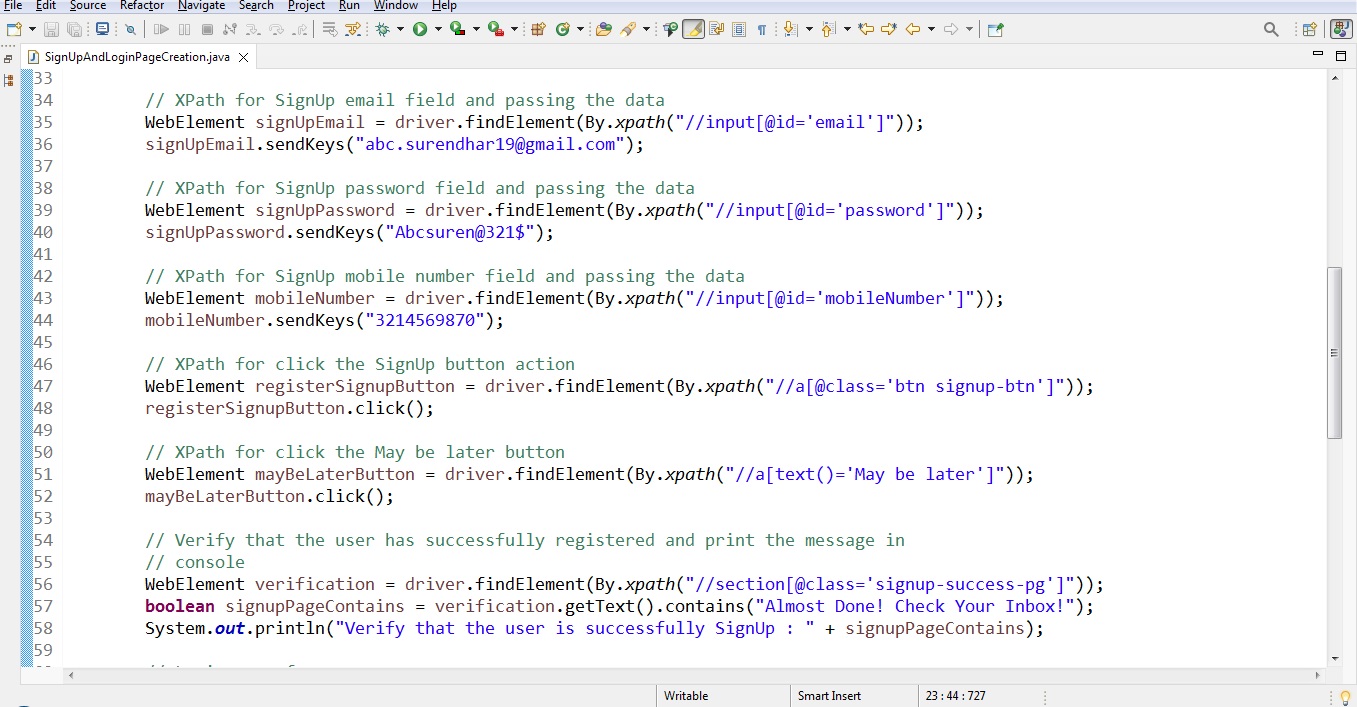 File Edit Source Refactor Navigate Search Project Run Window Help
SignUpAndLoginPageCreation.java
33
34 // XPath for SignUp email field and passing the data
35 WebElement signUpEmail = driver.findElement(By.xpath("//input[@id='email']"));
36 signUpEmail.sendKeys("abc.surendhar19@gmail.com");
37
38 // XPath for SignUp password field and passing the data
39 WebElement signUpPassword = driver.findElement(By.xpath("//input[@id='password']"));
40 signUpPassword.sendKeys("Abcsuren@321$");
41
42 // XPath for SignUp mobile number field and passing the data
43 WebElement mobileNumber = driver.findElement(By.xpath("//input[@id='mobileNumber']"));
44 mobileNumber.sendKeys("3214569870");
45
46 // XPath for click the SignUp button action
47 WebElement registerSignupButton = driver.findElement(By.xpath("//a[@class='btn signup-btn']"));
48 registerSignupButton.click();
49
50 // XPath for click the May be later button
51 WebElement mayBeLaterButton = driver.findElement(By.xpath("//a[text()='May be later']"));
52 mayBeLaterButton.click();
53
54 // Verify that the user has successfully registered and print the message in
55 // console
56 WebElement verification = driver.findElement(By.xpath("//section[@class='signup-success-pg']"));
57 boolean signupPageContains = verification.getText().contains("Almost Done! Check Your Inbox!");
58 System.out.println("Verify that the user is successfully SignUp : " + signupPageContains);
59
Writable Smart Insert 23 : 44 : 727